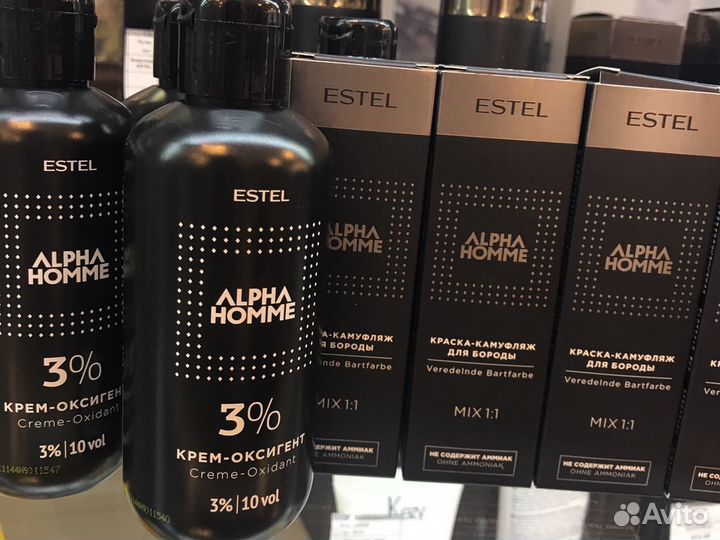 ESTEL
ALPHA
HOMME
3%
КРЕМ-ОКСИГЕНТ
Creme-Oxidant
3% | 10 vol
ESTEL
ALPHA
HOMME
3%
КРЕМ-ОКСИГЕНТ
Creme-Oxidant
3% | 10 vol
ESTEL
ALPHA
HOMME
ДЛЯ БОРОДЫ
Bartfarbe
MIX 1:1
НЕ СОДЕРЖИТ АММИАК
OHNE AMMONIAK
ESTEL
ALPHA
HOMME
КРАСКА-КАМУФЛЯЖ
ДЛЯ БОРОДЫ
Veredelnde Bartfarbe
MIX 1:1
НЕ СОДЕРЖИТ АММИАК
OHNE AMMONIAK
ESTEL
ALPHA
HOMME
КРАСКА-КАМУФЛЯЖ
ДЛЯ БОРОДЫ
Veredelnde Bartfarbe
MIX 1:1
НЕ СОДЕРЖИТ АММИАК
OHNE AMMONIAK
Avito